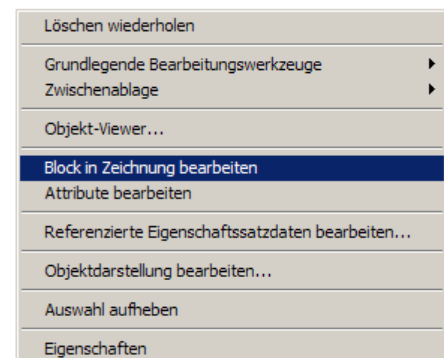 Löschen wiederholen
Grundlegende Bearbeitungswerkzeuge
Zwischenablage
Objekt-Viewer...
Block in Zeichnung bearbeiten
Attribute bearbeiten
Referenzierte Eigenschaftssatzdaten bearbeiten...
Objektdarstellung bearbeiten...
Auswahl aufheben
Eigenschaften